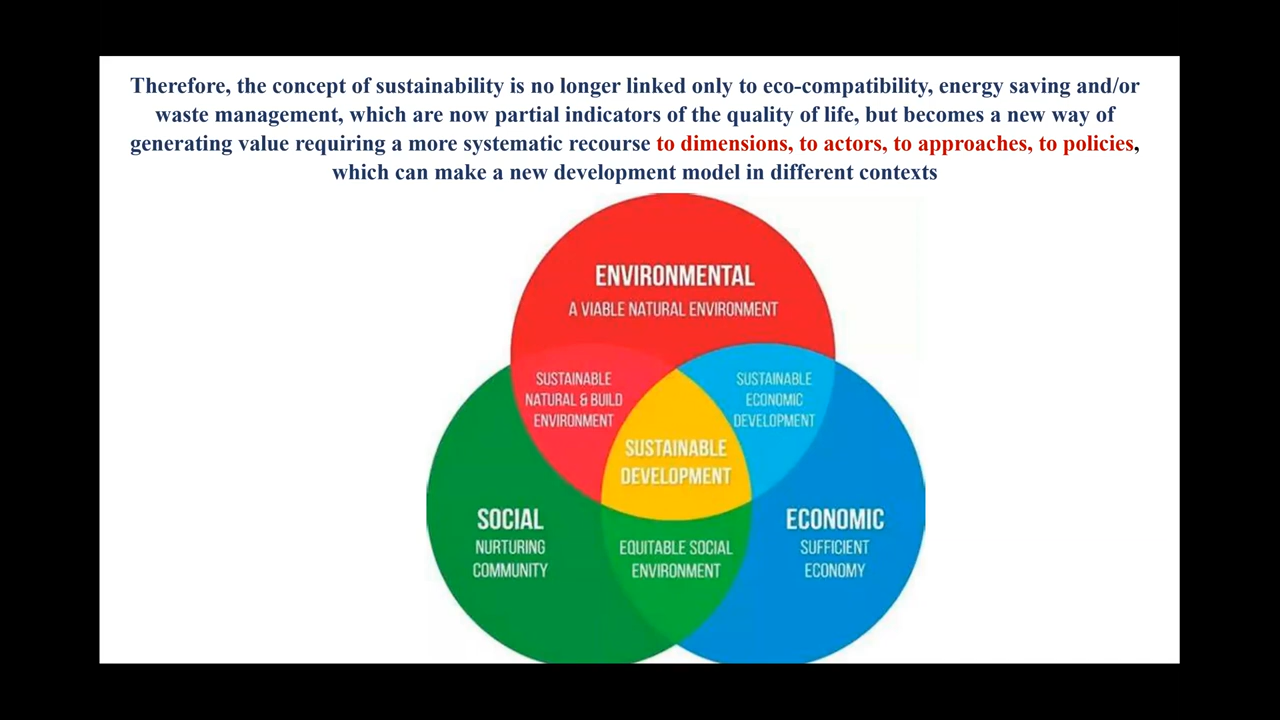 Therefore, the concept of sustainability is no longer linked only to eco-compatibility, energy saving and/or
waste management, which are now partial indicators of the quality of life, but becomes a new way of
generating value requiring a more systematic recourse to dimensions, to actors, to approaches, to policies,
which can make a new development model in different contexts
ENVIRONMENTAL
A VIABLE NATURAL ENVIRONMENT
SUSTAINABLE
NATURAL & BUILD
ENVIRONMENT
SUSTAINABLE
ECONOMIC
DEVELOPMENT
SUSTAINABLE
DEVELOPMENT
SOCIAL
NURTURING
COMMUNITY
EQUITABLE SOCIAL
ENVIRONMENT
ECONOMIC
SUFFICIENT
ECONOMY